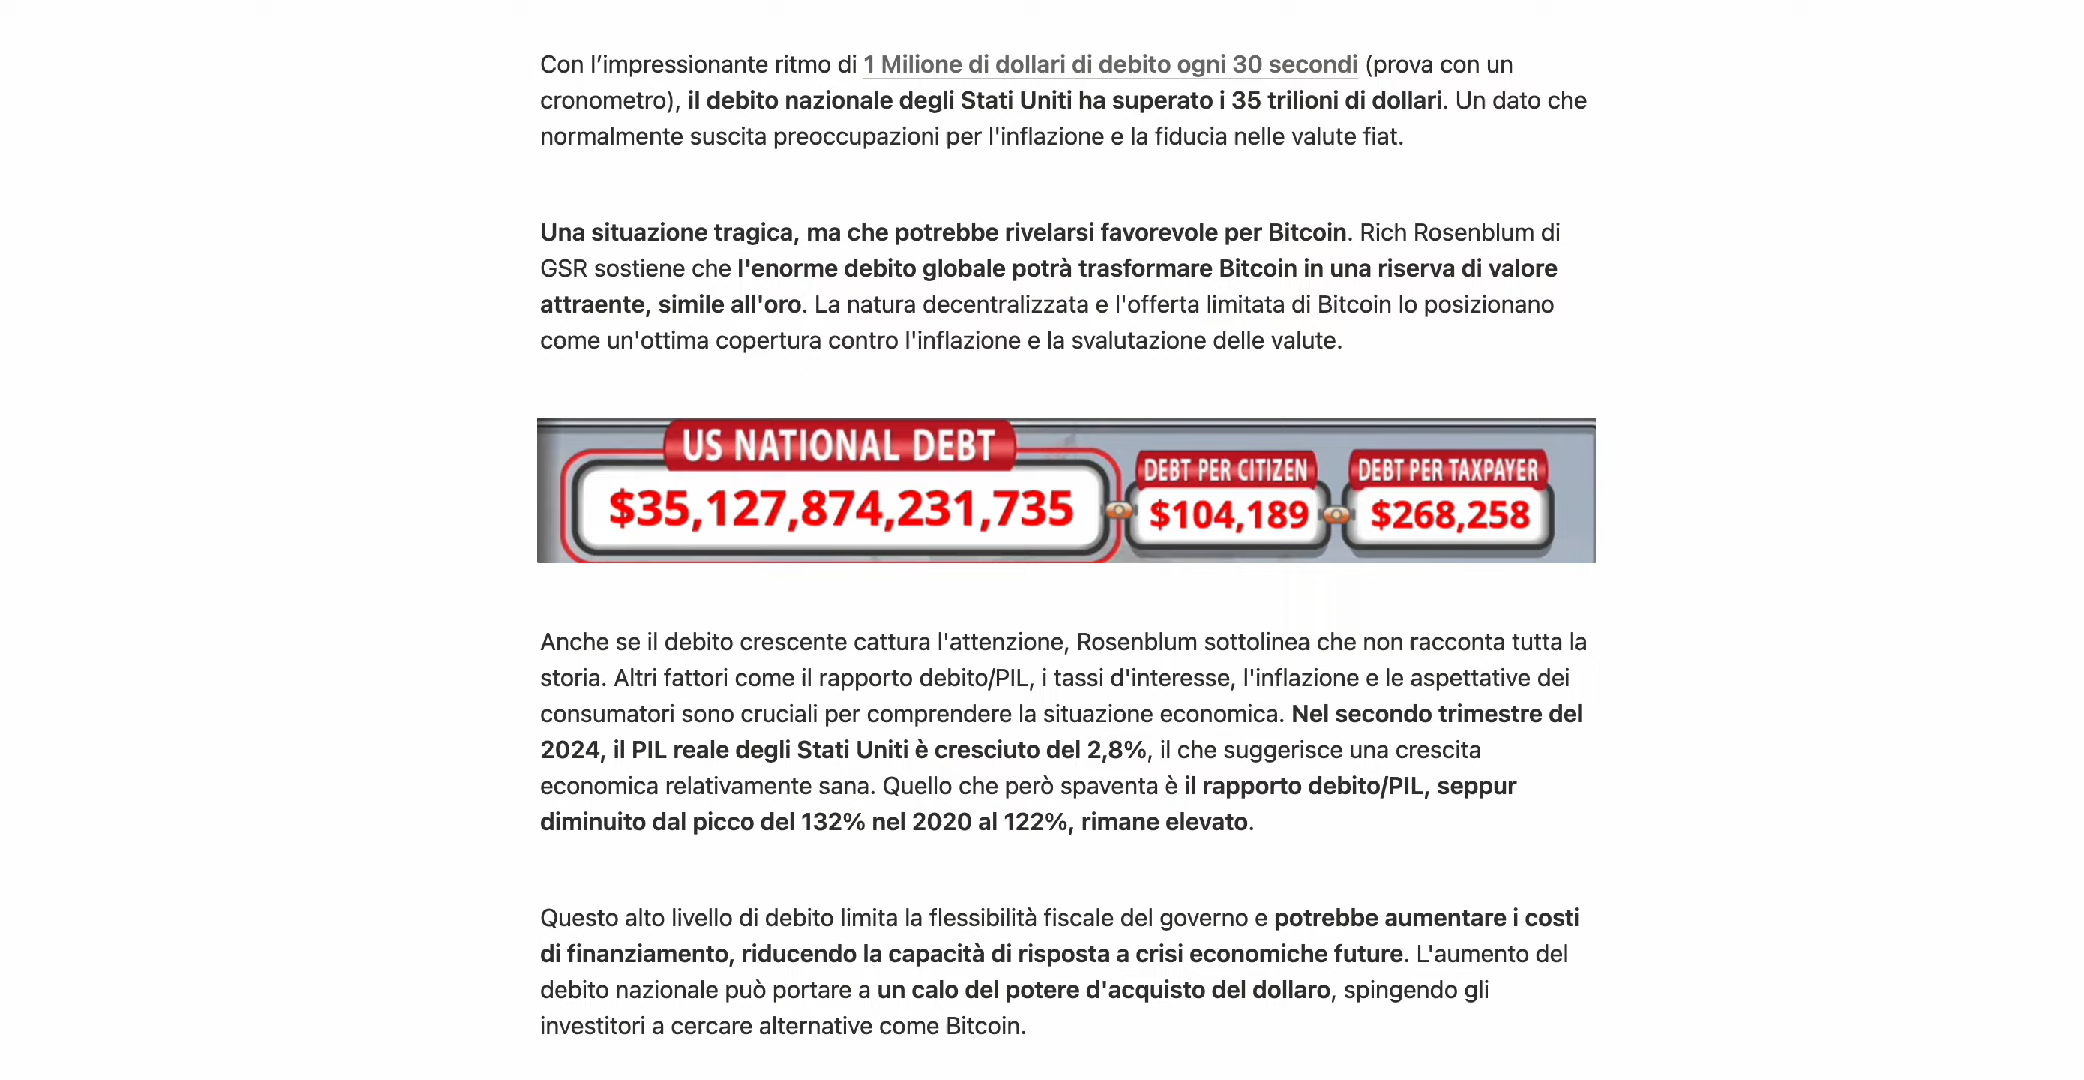 Con l’impressionante ritmo di 1 Milione di dollari di debito ogni 30 secondi (prova con un
cronometro), il debito nazionale degli Stati Uniti ha superato i 35 trilioni di dollari. Un dato che
normalmente suscita preoccupazioni per l'inflazione e la fiducia nelle valute fiat.
Una situazione tragica, ma che potrebbe rivelarsi favorevole per Bitcoin. Rich Rosenblum di
GSR sostiene che l'enorme debito globale potrà trasformare Bitcoin in una riserva di valore
attraente, simile all'oro. La natura decentralizzata e l'offerta limitata di Bitcoin lo posizionano
come un'ottima copertura contro l'inflazione e la svalutazione delle valute.
US NATIONAL DEBT
$35,127,874,231,735
DEBT PER CITIZEN
$104,189
DEBT PER TAXPAYER
$268,258
Anche se il debito crescente cattura l'attenzione, Rosenblum sottolinea che non racconta tutta la
storia. Altri fattori come il rapporto debito/PIL, i tassi d'interesse, l'inflazione e le aspettative dei
consumatori sono cruciali per comprendere la situazione economica. Nel secondo trimestre del
2024, il PIL reale degli Stati Uniti è cresciuto del 2,8%, il che suggerisce una crescita
economica relativamente sana. Quello che però spaventa è il rapporto debito/PIL, seppur
diminuito dal picco del 132% nel 2020 al 122%, rimane elevato.
Questo alto livello di debito limita la flessibilità fiscale del governo e potrebbe aumentare i costi
di finanziamento, riducendo la capacità di risposta a crisi economiche future. L'aumento del
debito nazionale può portare a un calo del potere d'acquisto del dollaro, spingendo gli
investitori a cercare alternative come Bitcoin.